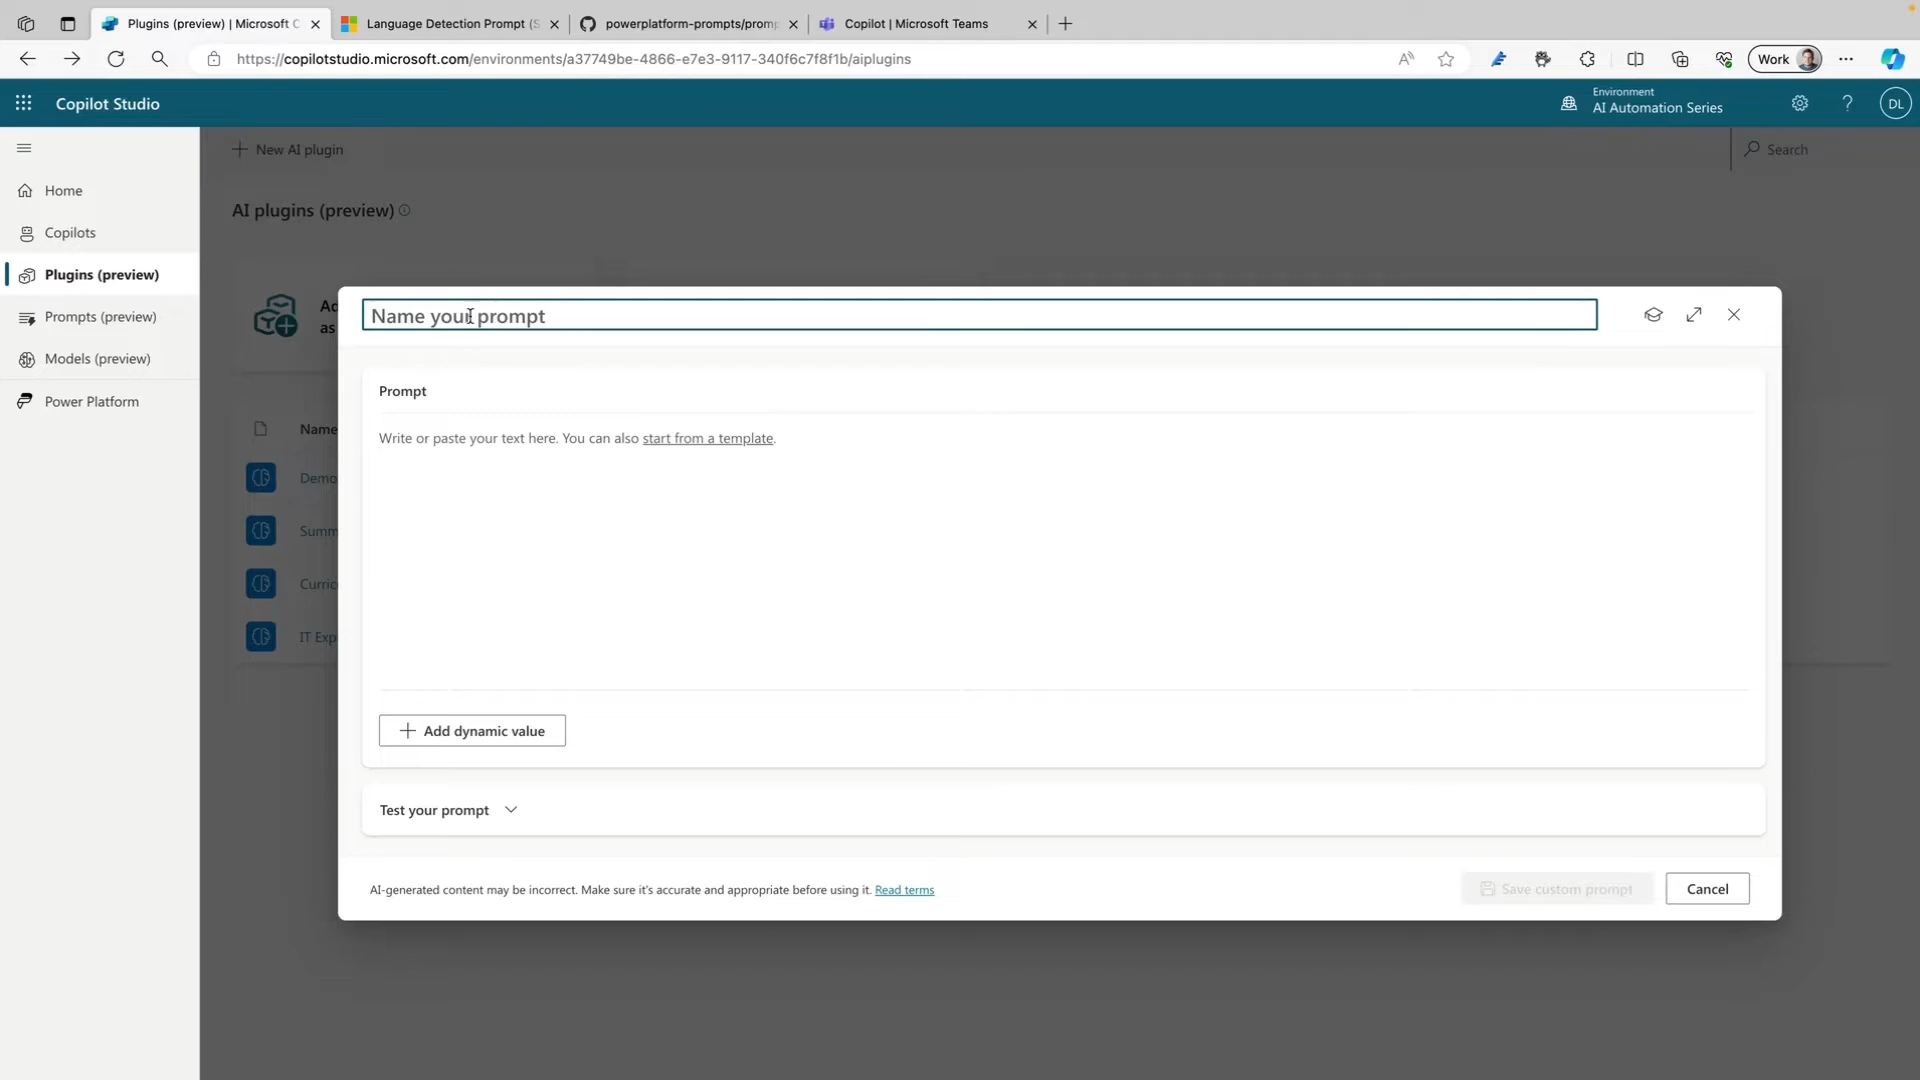 Plugins (preview) | Microsoft C
Language Detection Prompt (S
powerplatform-prompts/promp
Copilot | Microsoft Teams
https://copilotstudio.microsoft.com/environments/a37749be-4866-e7e3-9117-340f6c7f8f1b/aiplugins
Work
Copilot Studio
Environment
AI Automation Series
DL
New AI plugin
Search
Home
AI plugins (preview)
Copilots
Plugins (preview)
Prompts (preview)
Models (preview)
Power Platform
Ad
as
Name
Demo
Summ
Curric
IT Exp
Name your prompt
Prompt
Write or paste your text here. You can also start from a template.
Add dynamic value
Test your prompt
AI-generated content may be incorrect. Make sure it's accurate and appropriate before using it. Read terms
Save custom prompt
Cancel